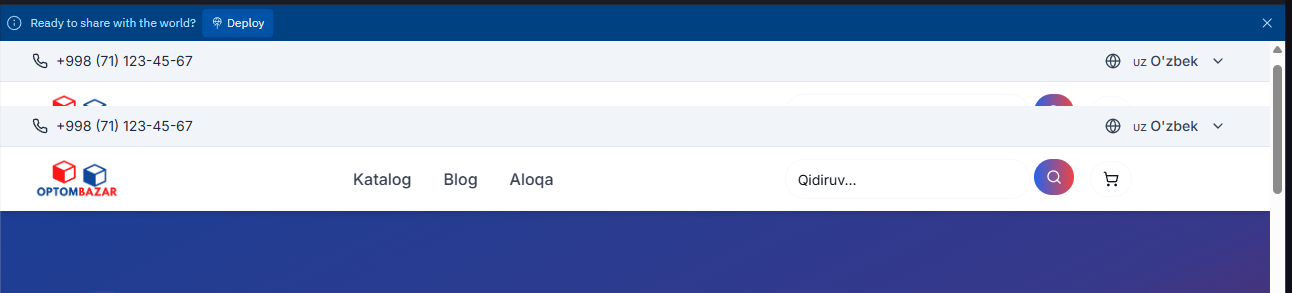 Ready to share with the world? Deploy
+998 (71) 123-45-67 uz O'zbek
+998 (71) 123-45-67 uz O'zbek
OPTOMBAZAR Katalog Blog Aloqa Qidiruv...